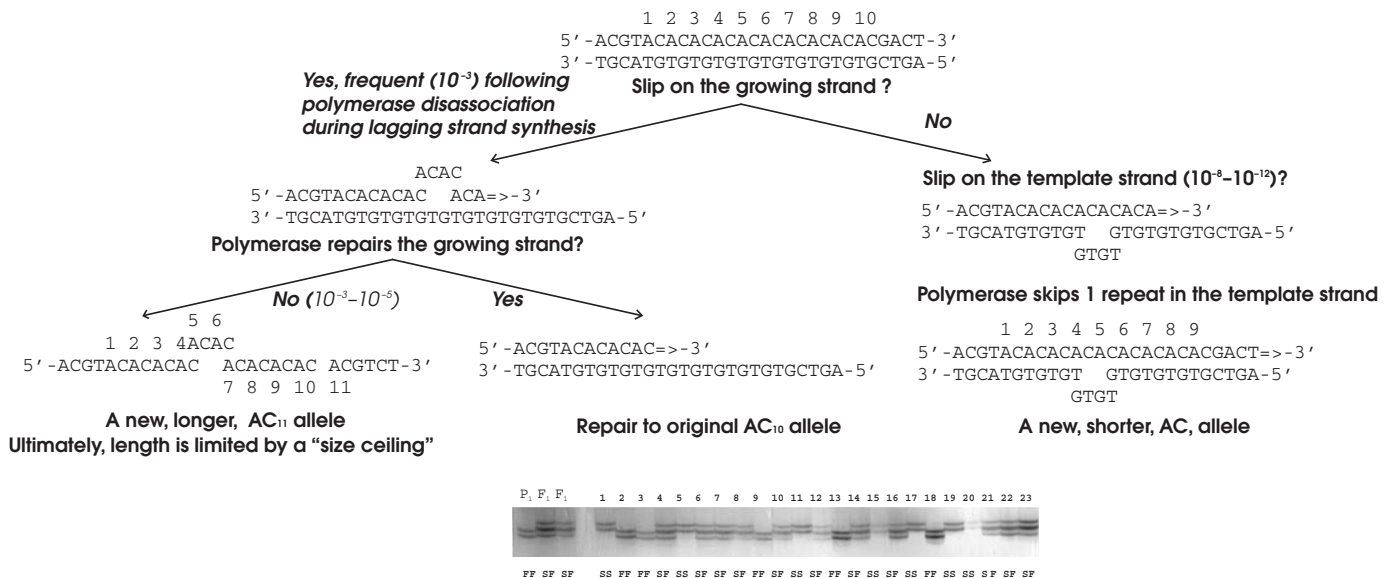 1 2 3 4 5 6 7 8 9 10
5’-ACGTACACACACACACACACACGACT-3’
3’-TGCATGTGTGTGTGTGTGTGTGCTGA-5’
Slip on the growing strand ?
Yes, frequent (10⁻³) following
polymerase disassociation
during lagging strand synthesis
No
ACAC
5’-ACGTACACACAC ACA=>-3’
3’-TGCATGTGTGTGTGTGTGTGTGTGCTGA-5’
Polymerase repairs the growing strand?
Slip on the template strand (10⁻⁸–10⁻¹²)?
5’-ACGTACACACACACACA=>-3’
3’-TGCATGTGTGT GTGTGTGTGCTGA-5’
GTGT
No (10⁻³–10⁻⁵)
Yes
Polymerase skips 1 repeat in the template strand
5 6
1 2 3 4ACAC
5’-ACGTACACACAC ACACACAC ACGTCT-3’
7 8 9 10 11
A new, longer, AC₁₁ allele
Ultimately, length is limited by a “size ceiling”
5’-ACGTACACACAC=>-3’
3’-TGCATGTGTGTGTGTGTGTGTGTGCTGA-5’
Repair to original AC₁₀ allele
1 2 3 4 5 6 7 8 9
5’-ACGTACACACACACACACACACGACT=>-3’
3’-TGCATGTGTGT GTGTGTGTGCTGA-5’
GTGT
A new, shorter, AC, allele
P₁ F₁ F₁ 1 2 3 4 5 6 7 8 9 10 11 12 13 14 15 16 17 18 19 20 21 22 23
FF SF SF SS FF FF SF SS SF SF SF FF SF SS SF FF SF SS SF SS FF SS SS SF SF SF